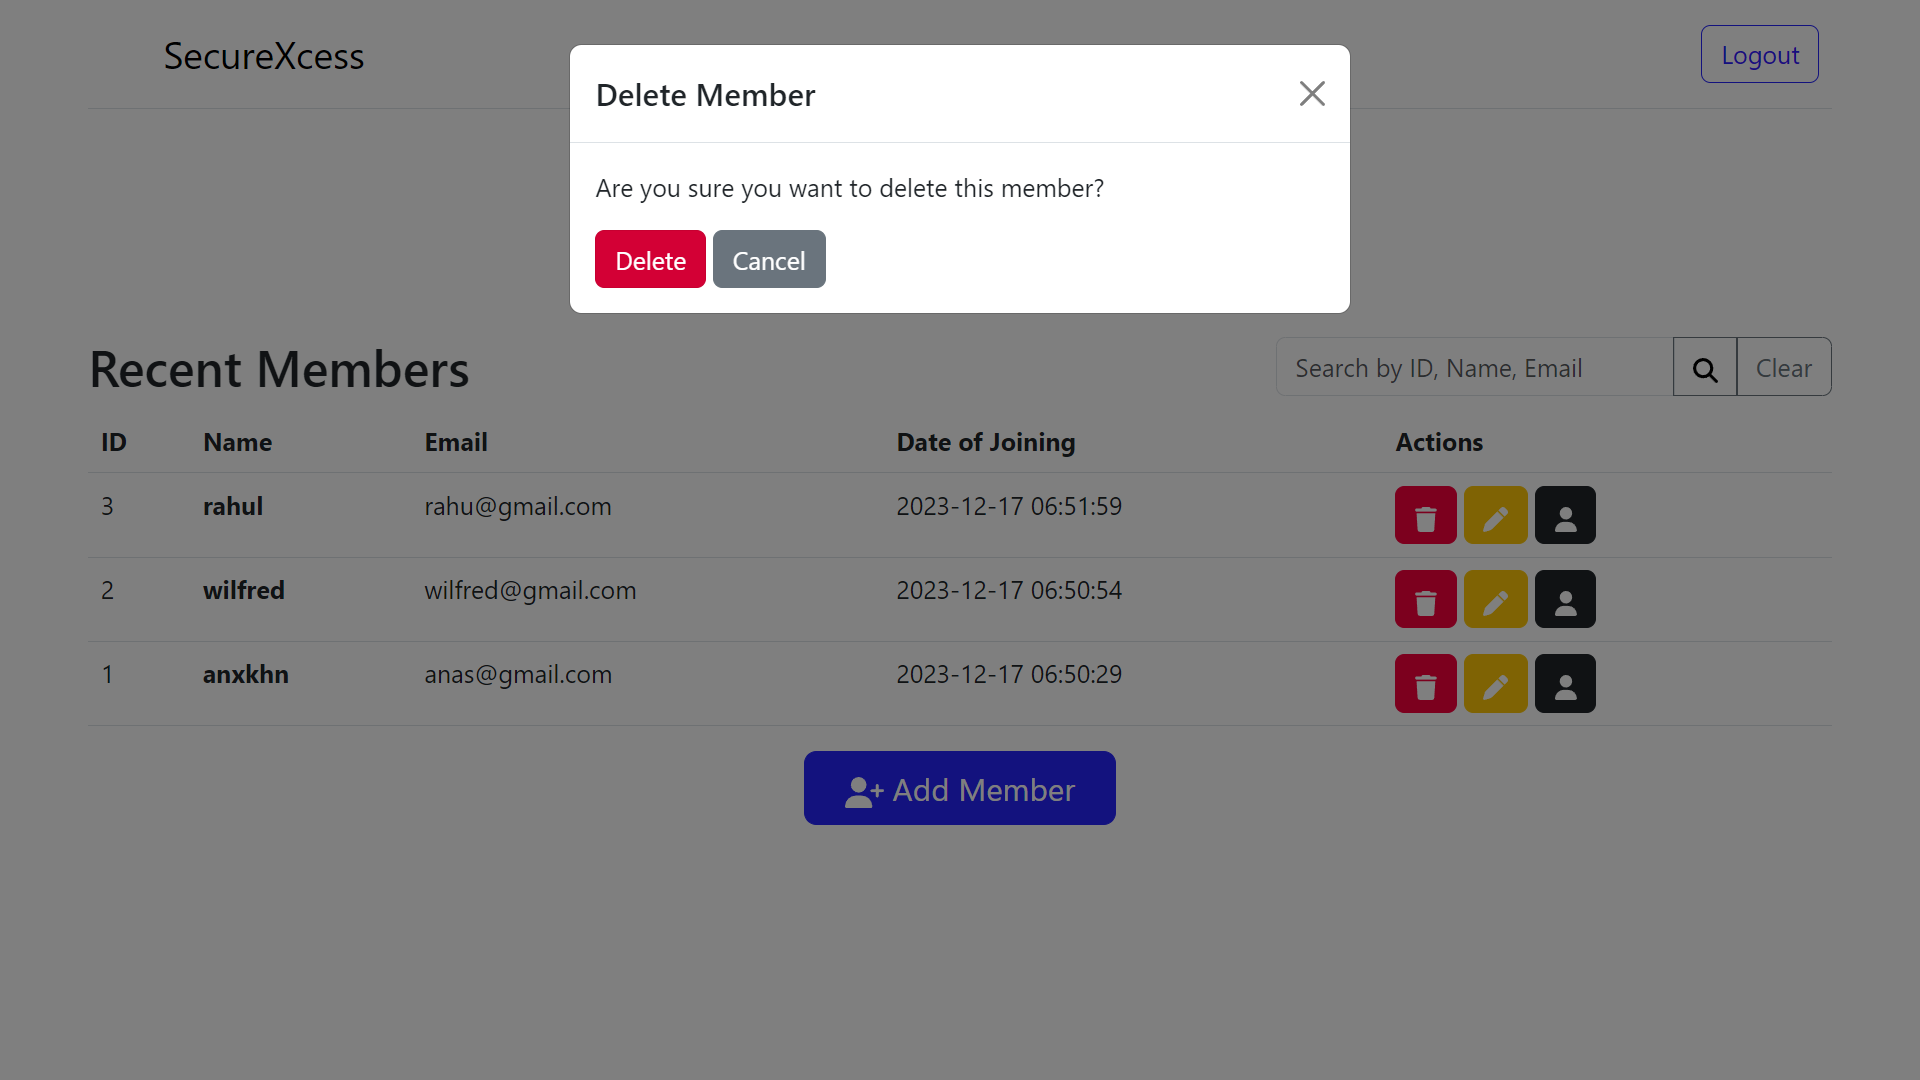 SecureXcess
Logout
Delete Member
Are you sure you want to delete this member?
Delete Cancel
Recent Members
Search by ID, Name, Email Clear
ID Name Email Date of Joining Actions
3 rahul rahu@gmail.com 2023-12-17 06:51:59
2 wilfred wilfred@gmail.com 2023-12-17 06:50:54
1 anxkhn anas@gmail.com 2023-12-17 06:50:29
Add Member